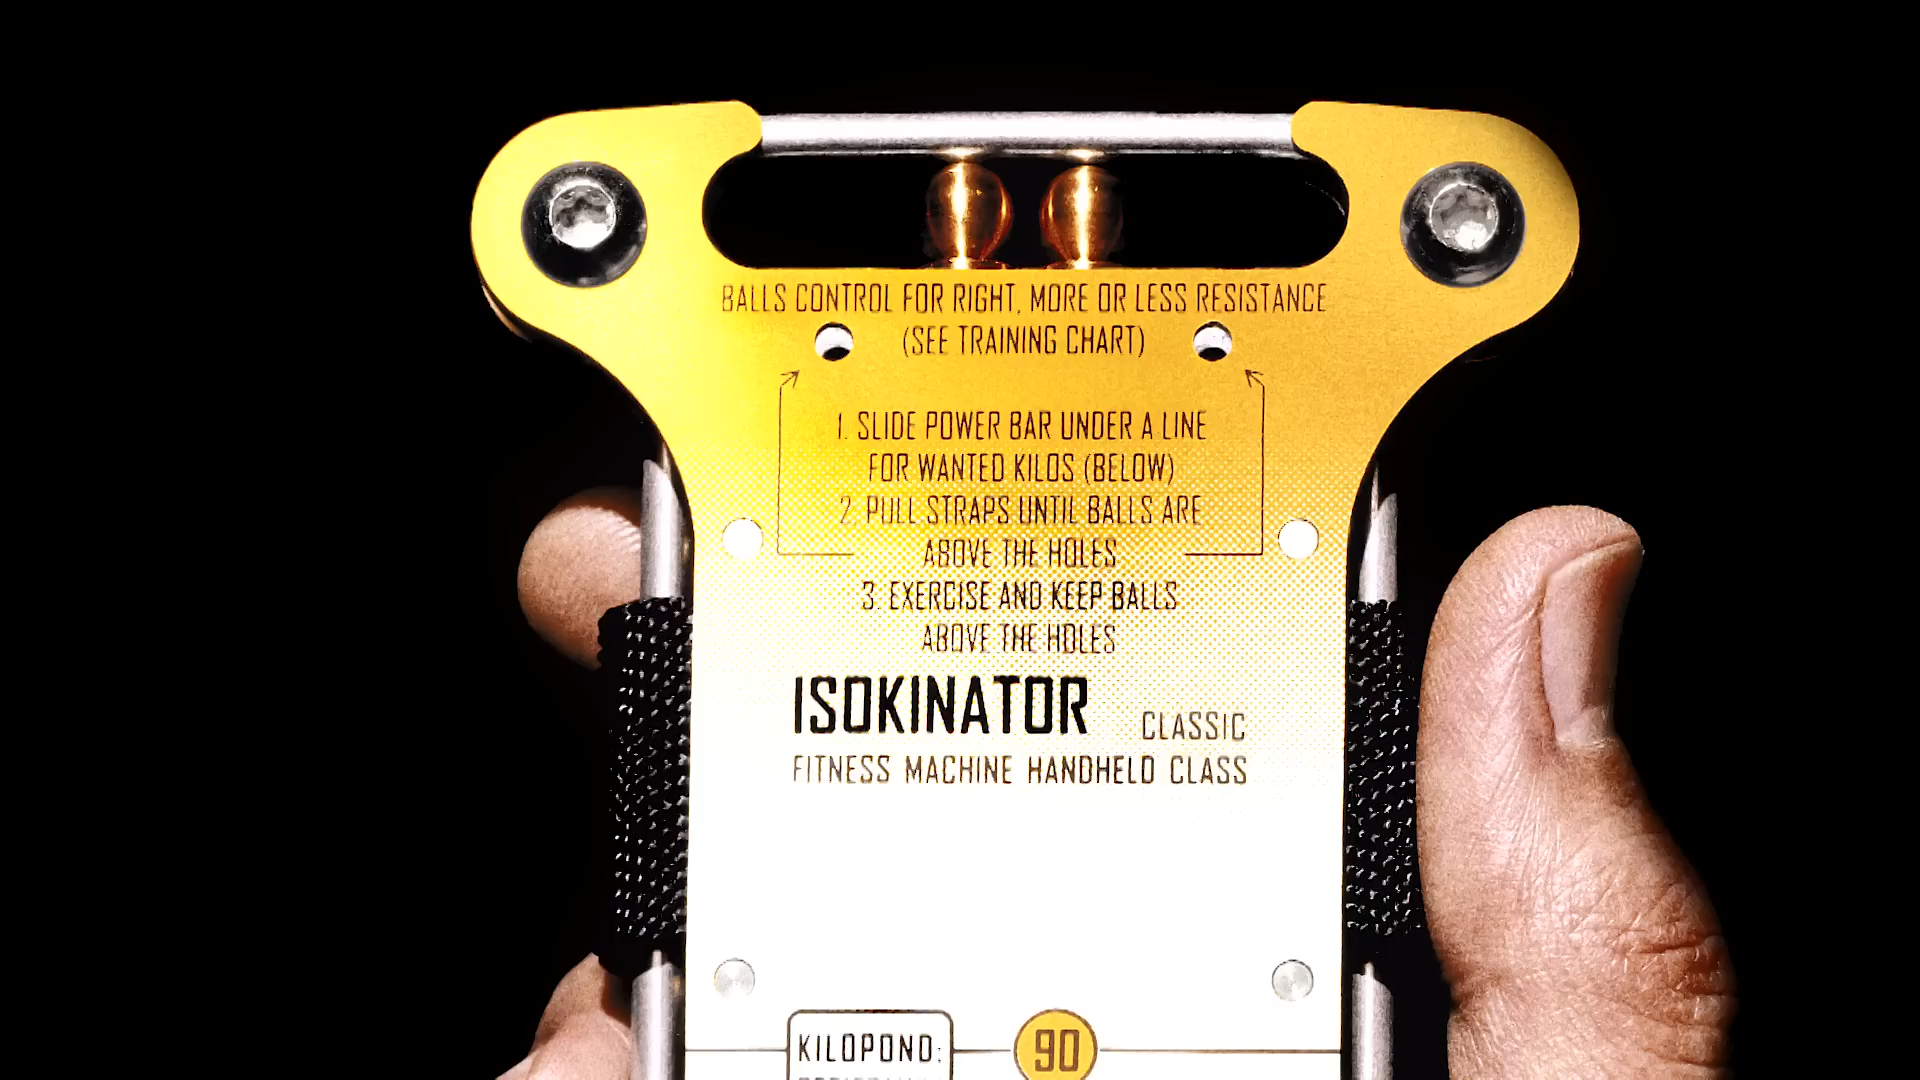 BALLS CONTROL FOR RIGHT, MORE OR LESS RESISTANCE
(SEE TRAINING CHART)
1. SLIDE POWER BAR UNDER A LINE
FOR WANTED KILOS (BELOW)
2. PULL STRAPS UNTIL BALLS ARE
ABOVE THE HOLES
3. EXERCISE AND KEEP BALLS
ABOVE THE HOLES
ISOKINATOR CLASSIC
FITNESS MACHINE HANDHELD CLASS
KILOPOND: 90